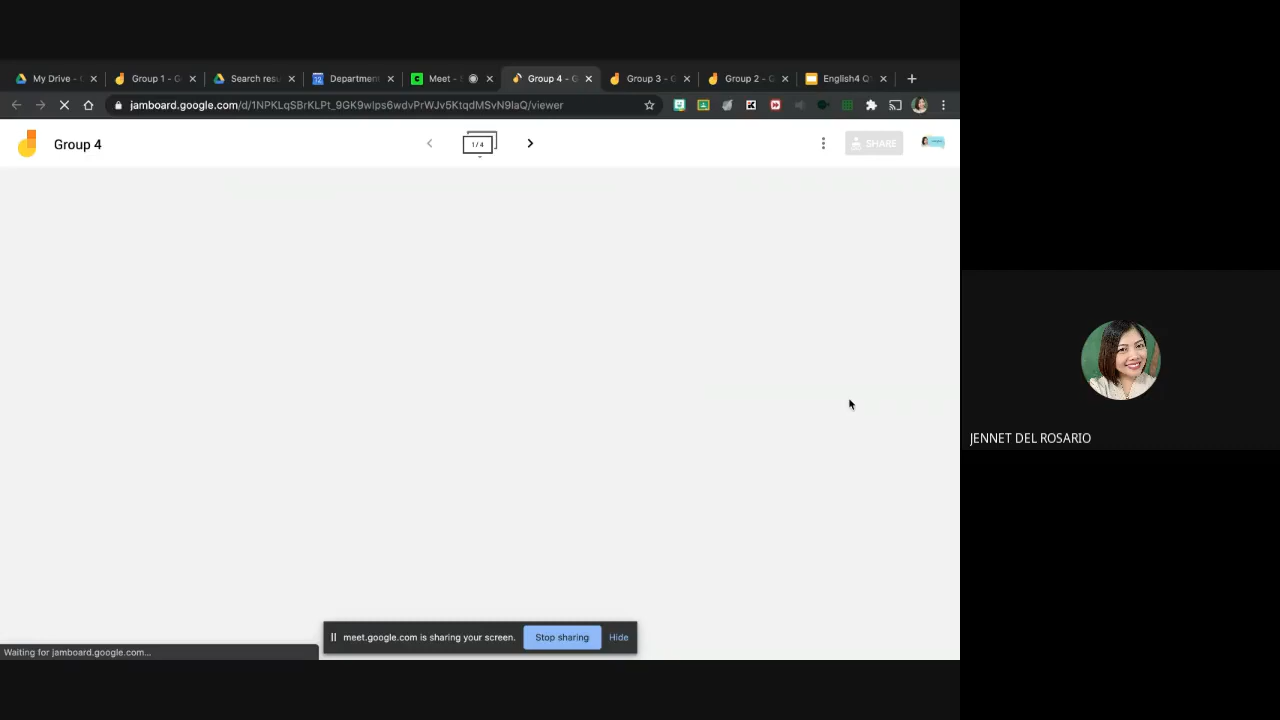 My Drive - G
Group 1 - G
Search resu
12
Department
Meet -
Group 4 - G
Group 3 - G
Group 2 - G
English4 Q
jamboard.google.com/d/1NPKLqSBrKLPt_9GK9wIps6wdvPrWJv5KtqdMSvN9IaQ/viewer
Group 4
1/4
SHARE
JENNET DEL ROSARIO
meet.google.com is sharing your screen.
Stop sharing
Hide
Waiting for jamboard.google.com...